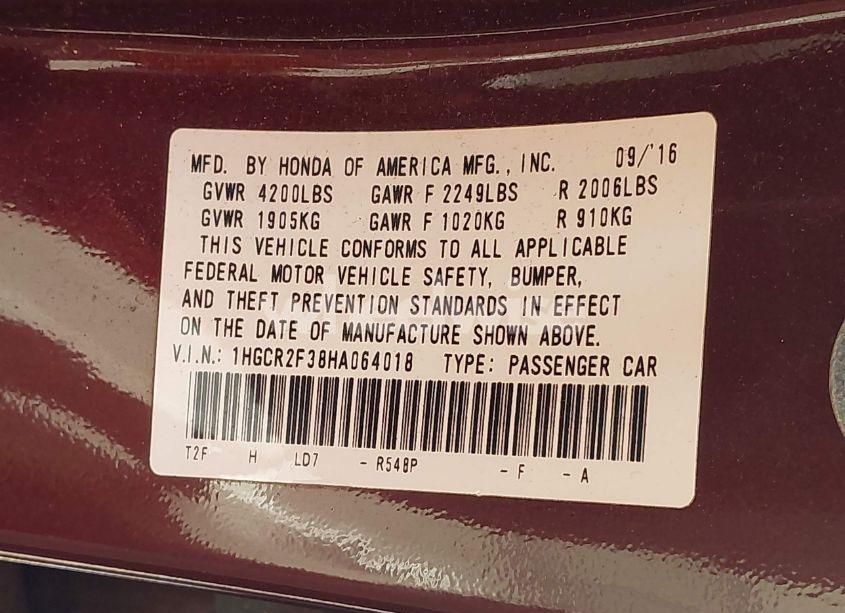 MFD. BY HONDA OF AMERICA MFG., INC. 09/'16
GVWR 4200LBS GAWR F 2249LBS R 2006LBS
GVWR 1905KG GAWR F 1020KG R 910KG
THIS VEHICLE CONFORMS TO ALL APPLICABLE
FEDERAL MOTOR VEHICLE SAFETY, BUMPER,
AND THEFT PREVENTION STANDARDS IN EFFECT
ON THE DATE OF MANUFACTURE SHOWN ABOVE.
V.I.N.: 1HGCR2F38HA064018 TYPE: PASSENGER CAR
T2F H LD7 - R548P - F - A